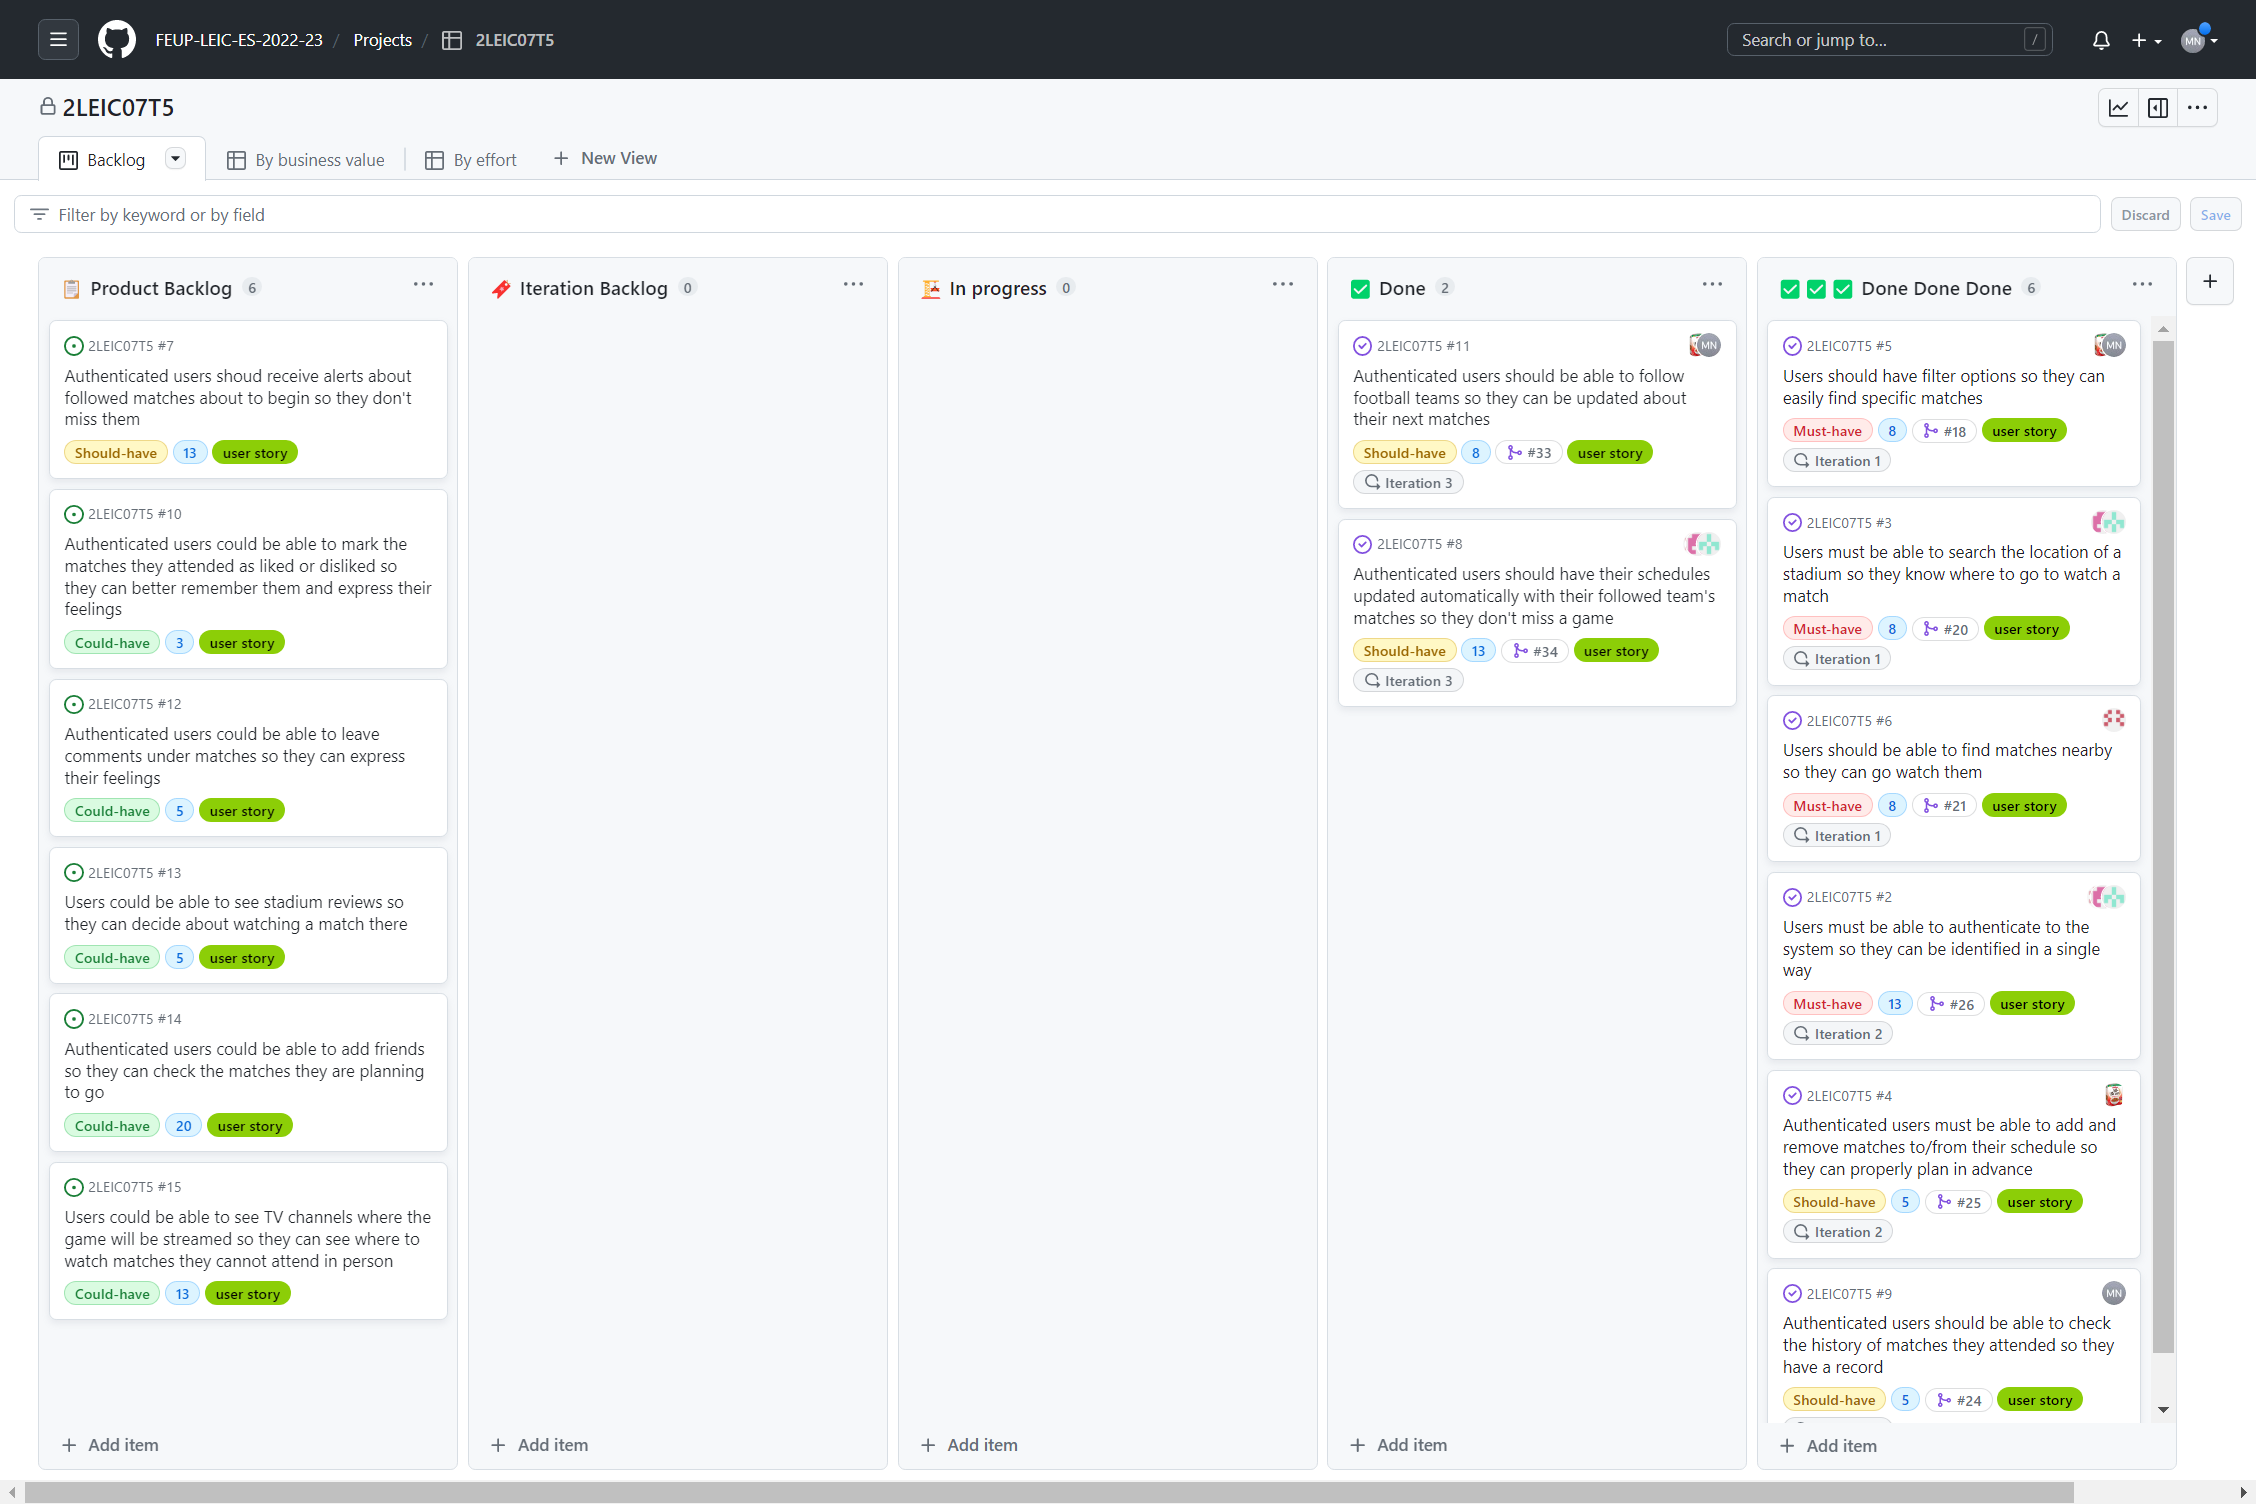 FEUP-LEIC-ES-2022-23 / Projects / 2LEIC07T5
Search or jump to... /
MN
2LEIC07T5
Backlog By business value By effort New View
Filter by keyword or by field
Discard Save
Product Backlog 6
2LEIC07T5 #7
Authenticated users shoud receive alerts about
followed matches about to begin so they don't
miss them
Should-have 13 user story
2LEIC07T5 #10
Authenticated users could be able to mark the
matches they attended as liked or disliked so
they can better remember them and express their
feelings
Could-have 3 user story
2LEIC07T5 #12
Authenticated users could be able to leave
comments under matches so they can express
their feelings
Could-have 5 user story
2LEIC07T5 #13
Users could be able to see stadium reviews so
they can decide about watching a match there
Could-have 5 user story
2LEIC07T5 #14
Authenticated users could be able to add friends
so they can check the matches they are planning
to go
Could-have 20 user story
2LEIC07T5 #15
Users could be able to see TV channels where the
game will be streamed so they can see where to
watch matches they cannot attend in person
Could-have 13 user story
Add item
Iteration Backlog 0
Add item
In progress 0
Add item
Done 2
2LEIC07T5 #11
MN
Authenticated users should be able to follow
football teams so they can be updated about
their next matches
Should-have 8 #33 user story
Iteration 3
2LEIC07T5 #8
Authenticated users should have their schedules
updated automatically with their followed team's
matches so they don't miss a game
Should-have 13 #34 user story
Iteration 3
Add item
Done Done Done 6
2LEIC07T5 #5
MN
Users should have filter options so they can
easily find specific matches
Must-have 8 #18 user story
Iteration 1
2LEIC07T5 #3
Users must be able to search the location of a
stadium so they know where to go to watch a
match
Must-have 8 #20 user story
Iteration 1
2LEIC07T5 #6
Users should be able to find matches nearby
so they can go watch them
Must-have 8 #21 user story
Iteration 1
2LEIC07T5 #2
Users must be able to authenticate to the
system so they can be identified in a single
way
Must-have 13 #26 user story
Iteration 2
2LEIC07T5 #4
Authenticated users must be able to add and
remove matches to/from their schedule so
they can properly plan in advance
Should-have 5 #25 user story
Iteration 2
2LEIC07T5 #9
MN
Authenticated users should be able to check
the history of matches they attended so they
have a record
Should-have 5 #24 user story
Add item